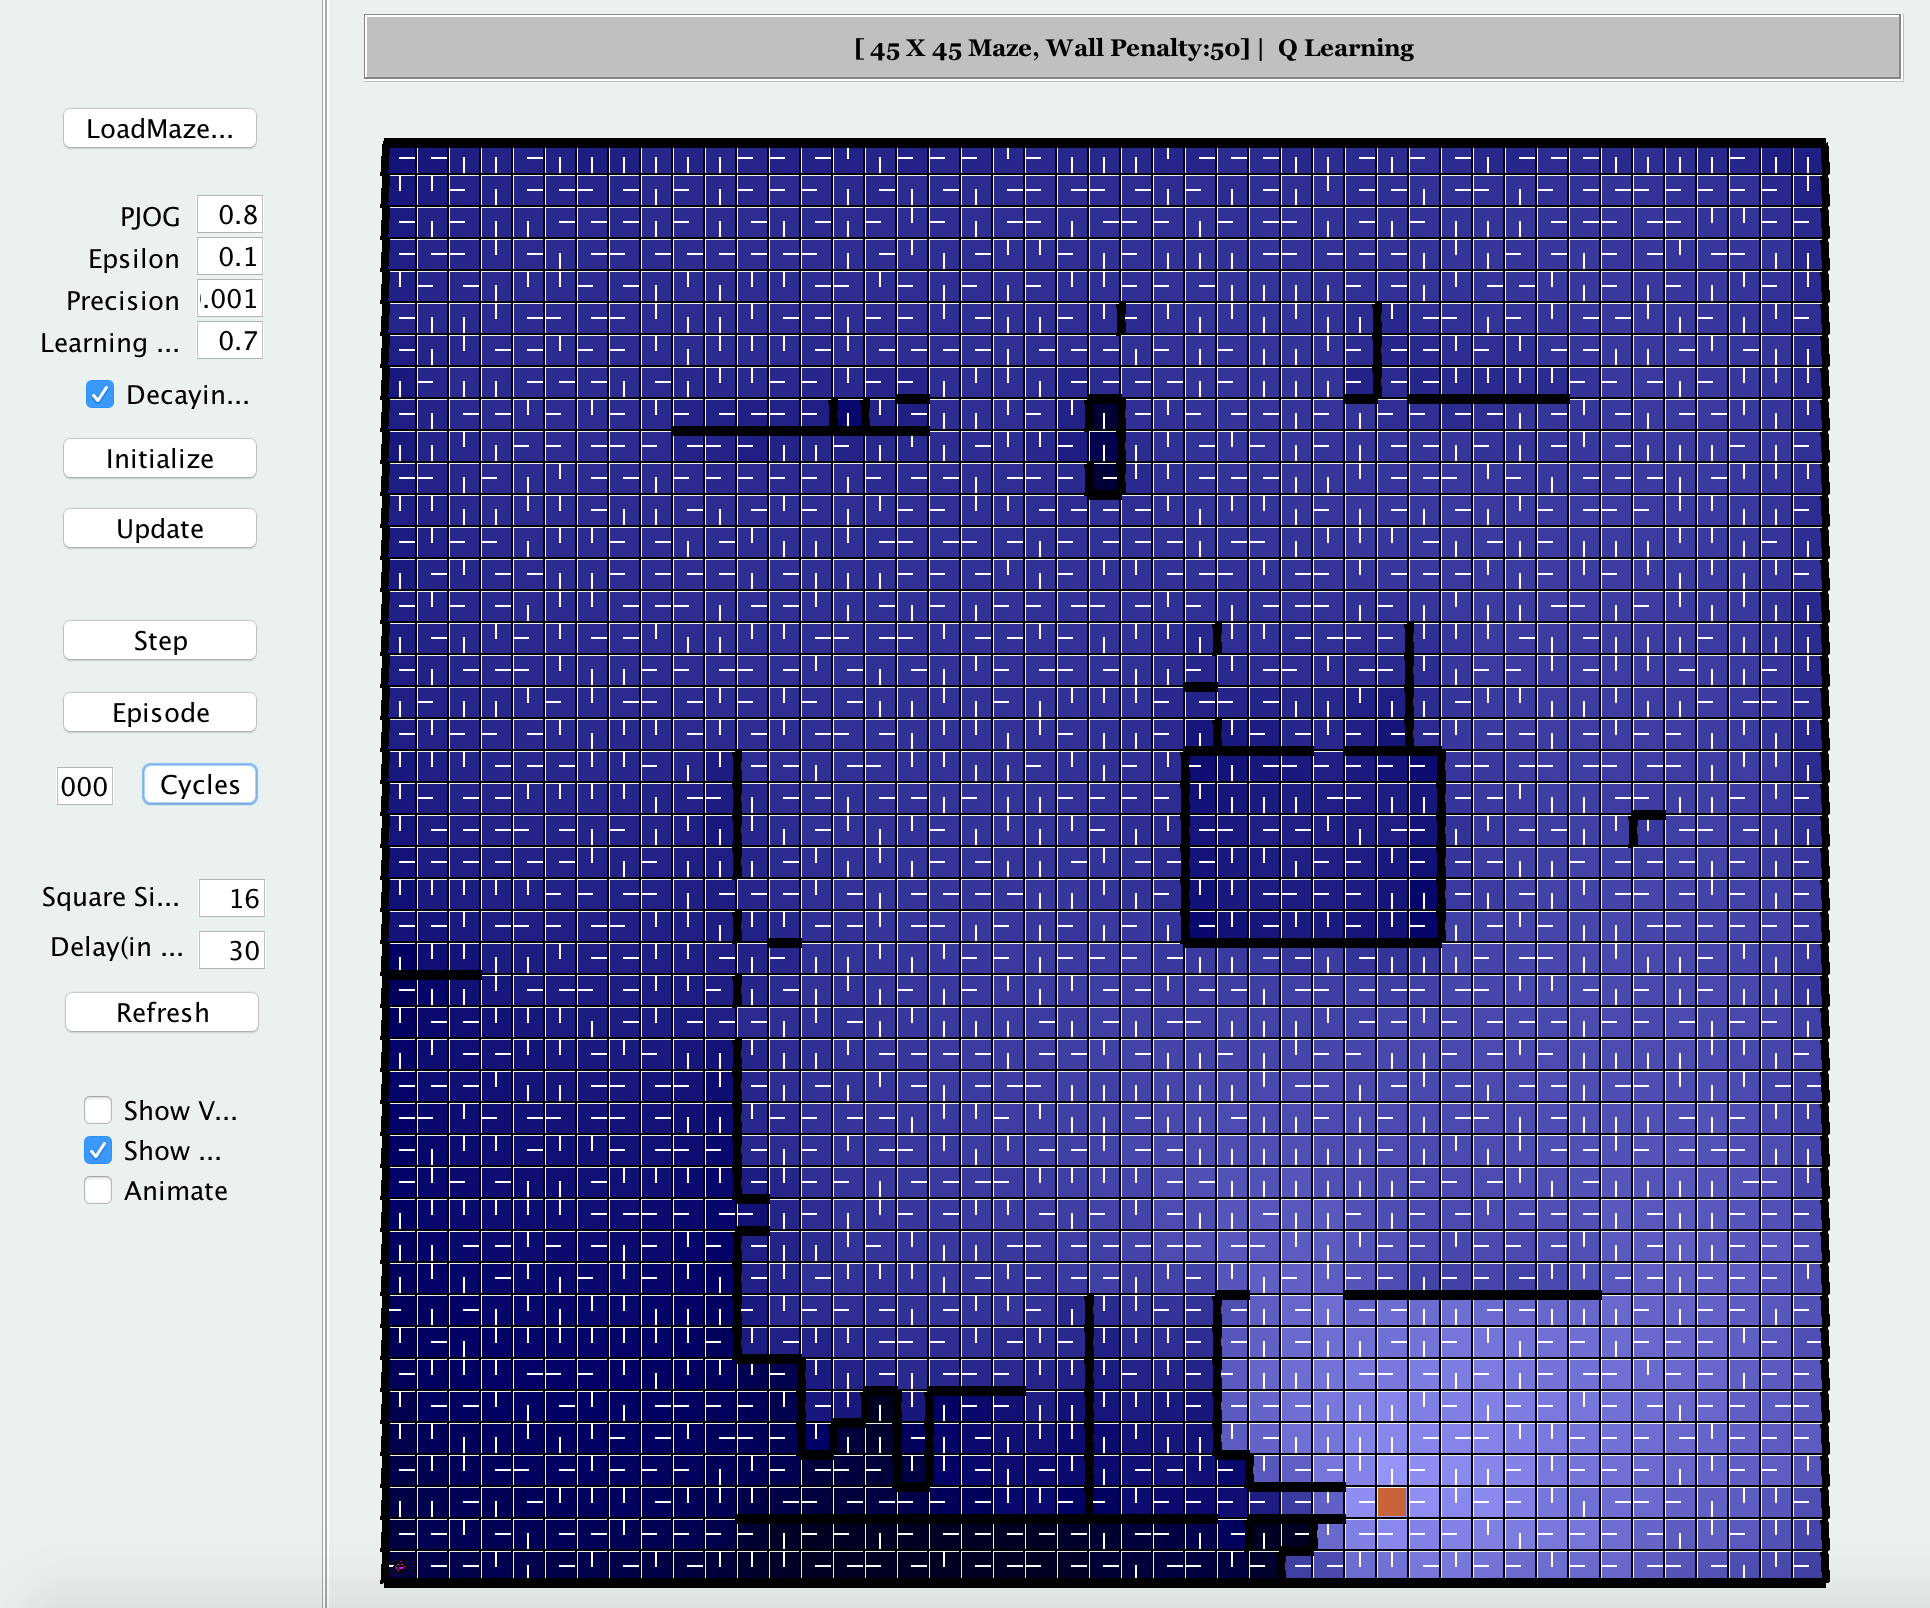 [ 45 X 45 Maze, Wall Penalty:50] | Q Learning
LoadMaze...
PJOG 0.8
Epsilon 0.1
Precision .001
Learning ... 0.7
Decayin...
Initialize
Update
Step
Episode
000 Cycles
Square Si... 16
Delay(in ... 30
Refresh
Show V...
Show ...
Animate